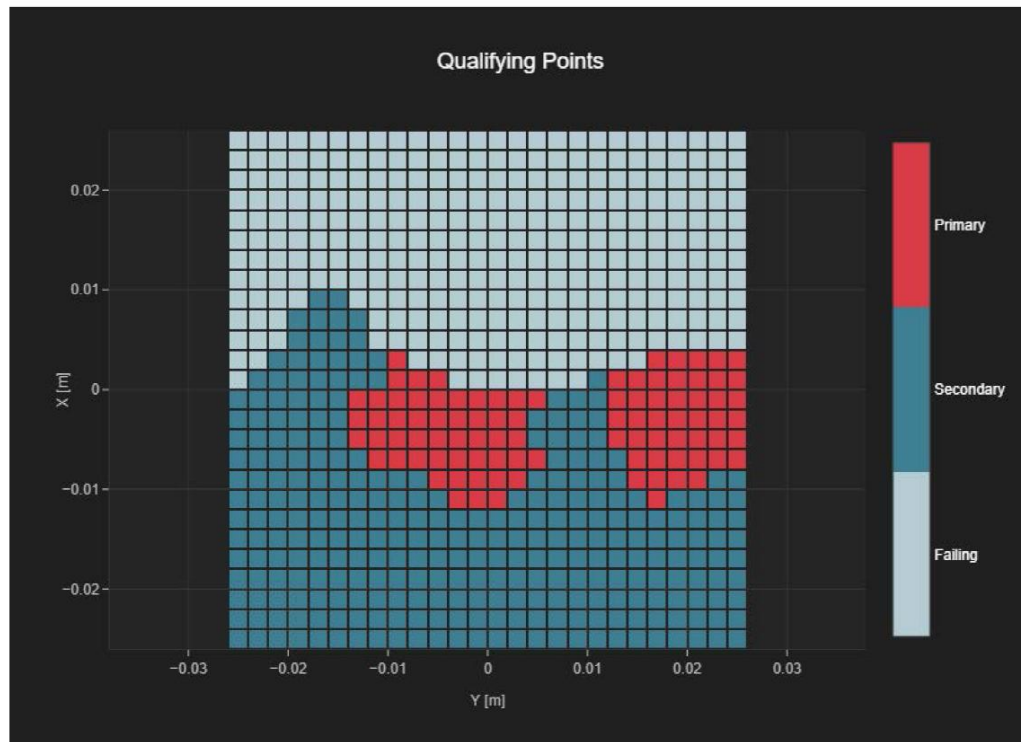 Qualifying Points
0.02
0.01
0
−0.01
−0.02
X [m]
−0.03
−0.02
−0.01
0
0.01
0.02
0.03
Y [m]
Primary
Secondary
Failing